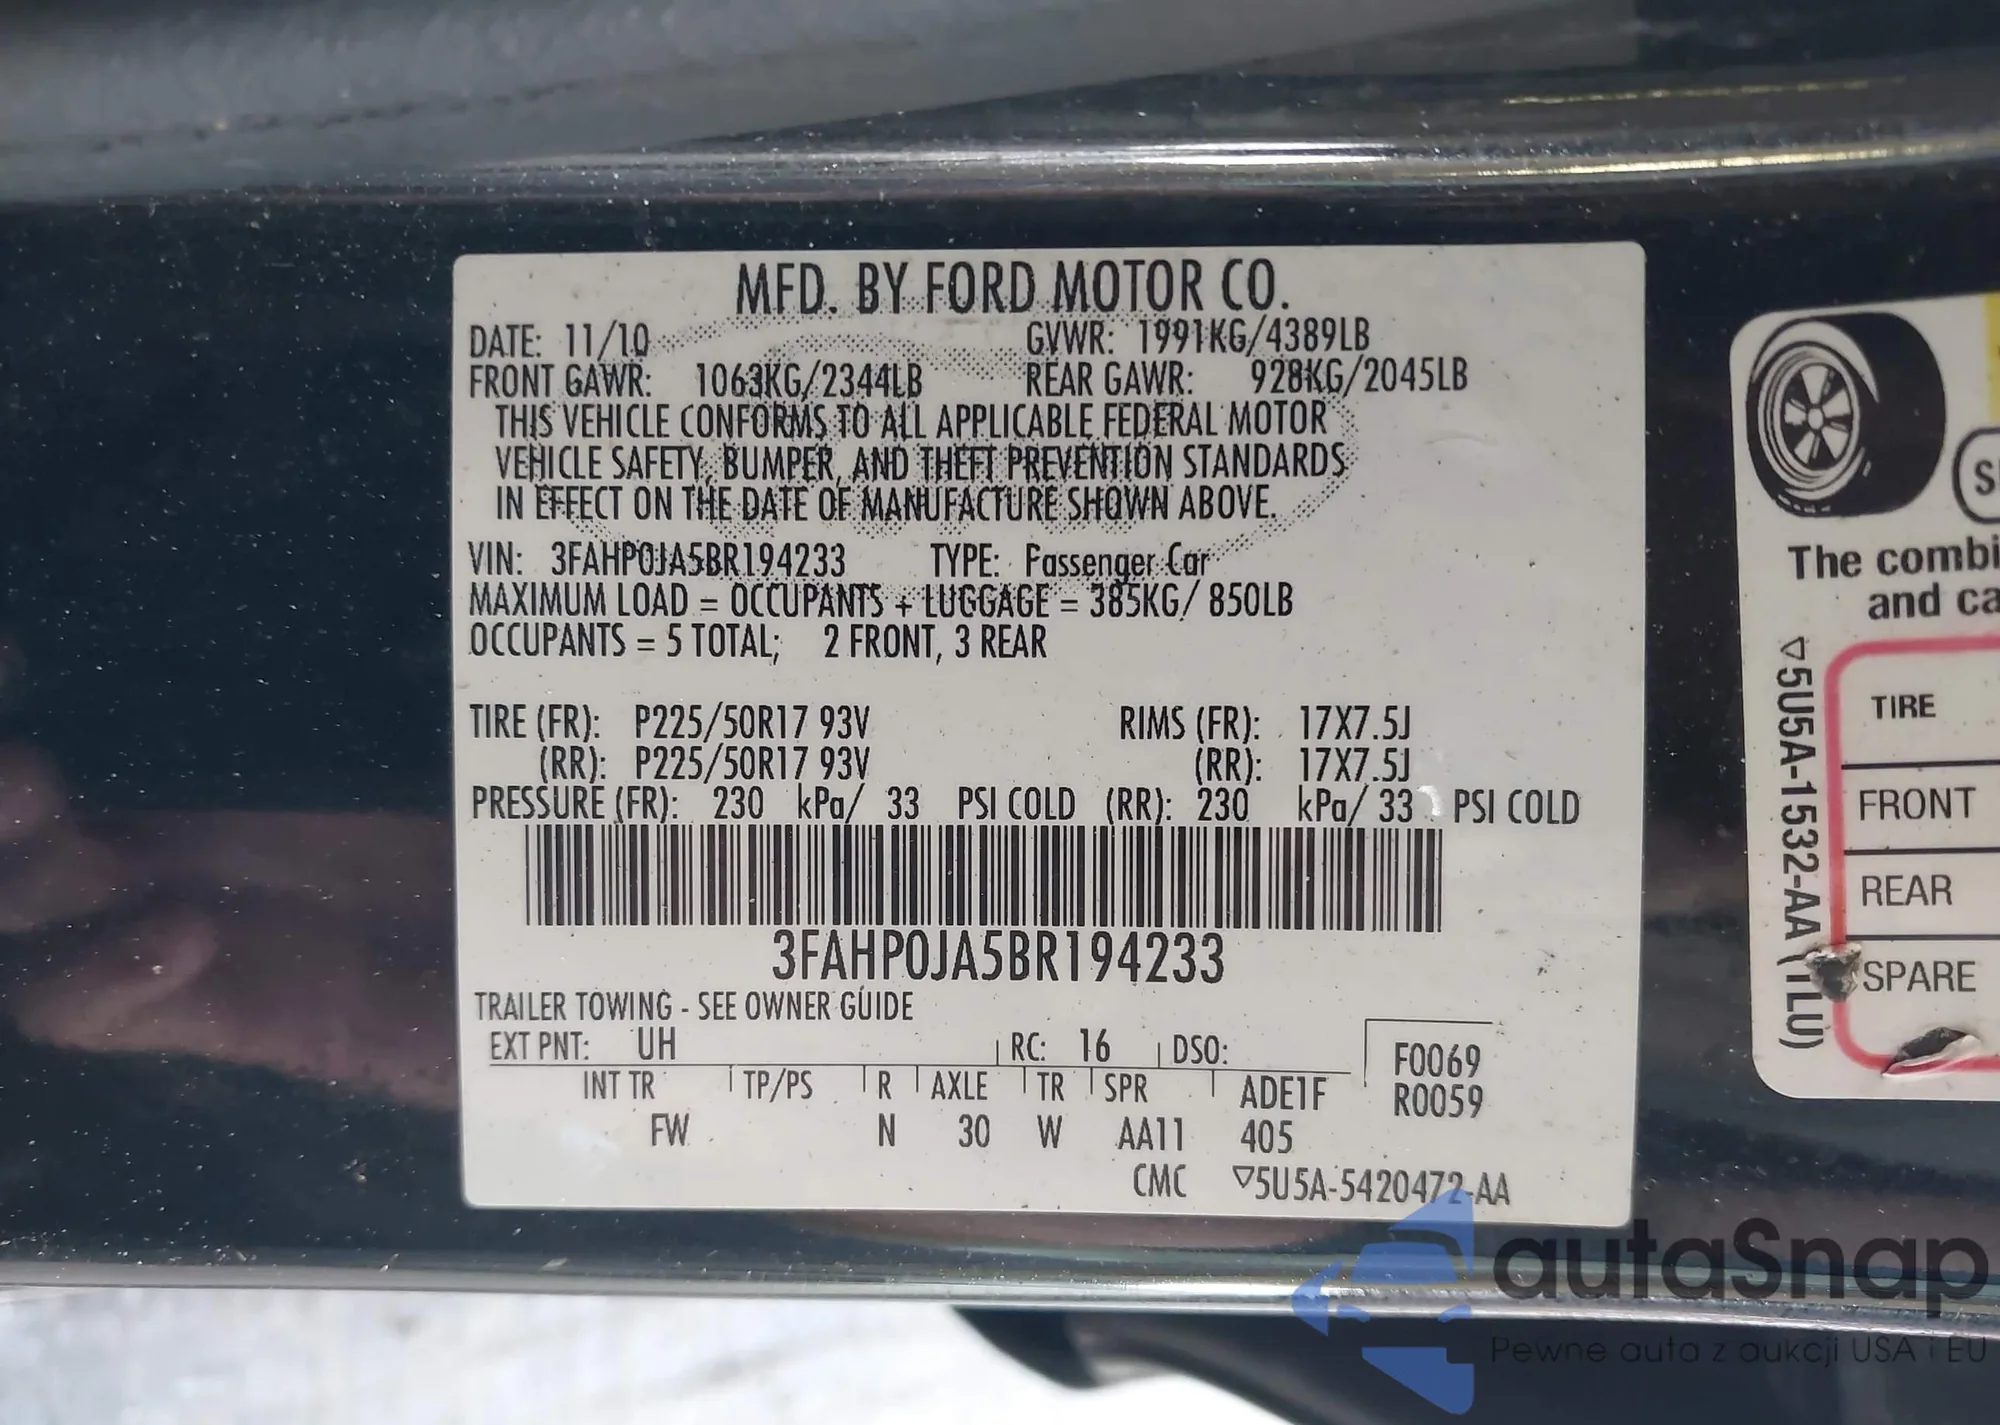 MFD. BY FORD MOTOR CO.
DATE: 11/10 GVWR: 1991KG/4389LB
FRONT GAWR: 1063KG/2344LB REAR GAWR: 928KG/2045LB
THIS VEHICLE CONFORMS TO ALL APPLICABLE FEDERAL MOTOR
VEHICLE SAFETY, BUMPER, AND THEFT PREVENTION STANDARDS
IN EFFECT ON THE DATE OF MANUFACTURE SHOWN ABOVE.
VIN: 3FAHP0JA5BR194233 TYPE: Passenger Car
MAXIMUM LOAD = OCCUPANTS + LUGGAGE = 385KG/ 850LB
OCCUPANTS = 5 TOTAL; 2 FRONT, 3 REAR
TIRE (FR): P225/50R17 93V RIMS (FR): 17X7.5J
(RR): P225/50R17 93V (RR): 17X7.5J
PRESSURE (FR): 230 kPa/ 33 PSI COLD (RR): 230 kPa/ 33 PSI COLD
3FAHP0JA5BR194233
TRAILER TOWING - SEE OWNER GUIDE
EXT PNT: UH RC: 16 DSO: F0069
INT TR TP/PS R AXLE TR SPR ADE1F R0059
FW N 30 W AA11 405
CMC ▽5U5A-5420472-AA
The combi
and ca
▽5U5A-1532-AA (TLU)
TIRE
FRONT
REAR
SPARE
autaSnap
Pewne auta z aukcji USA i EU